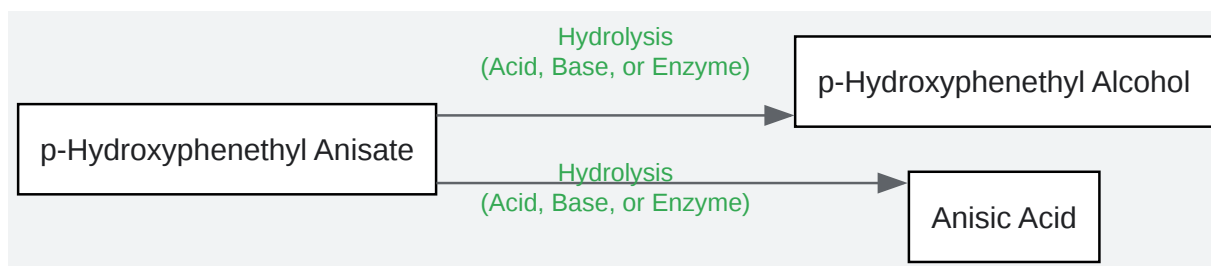 Hydrolysis
(Acid, Base, or Enzyme)
p-Hydroxyphenethyl Alcohol
p-Hydroxyphenethyl Anisate
Hydrolysis
(Acid, Base, or Enzyme)
Anisic Acid